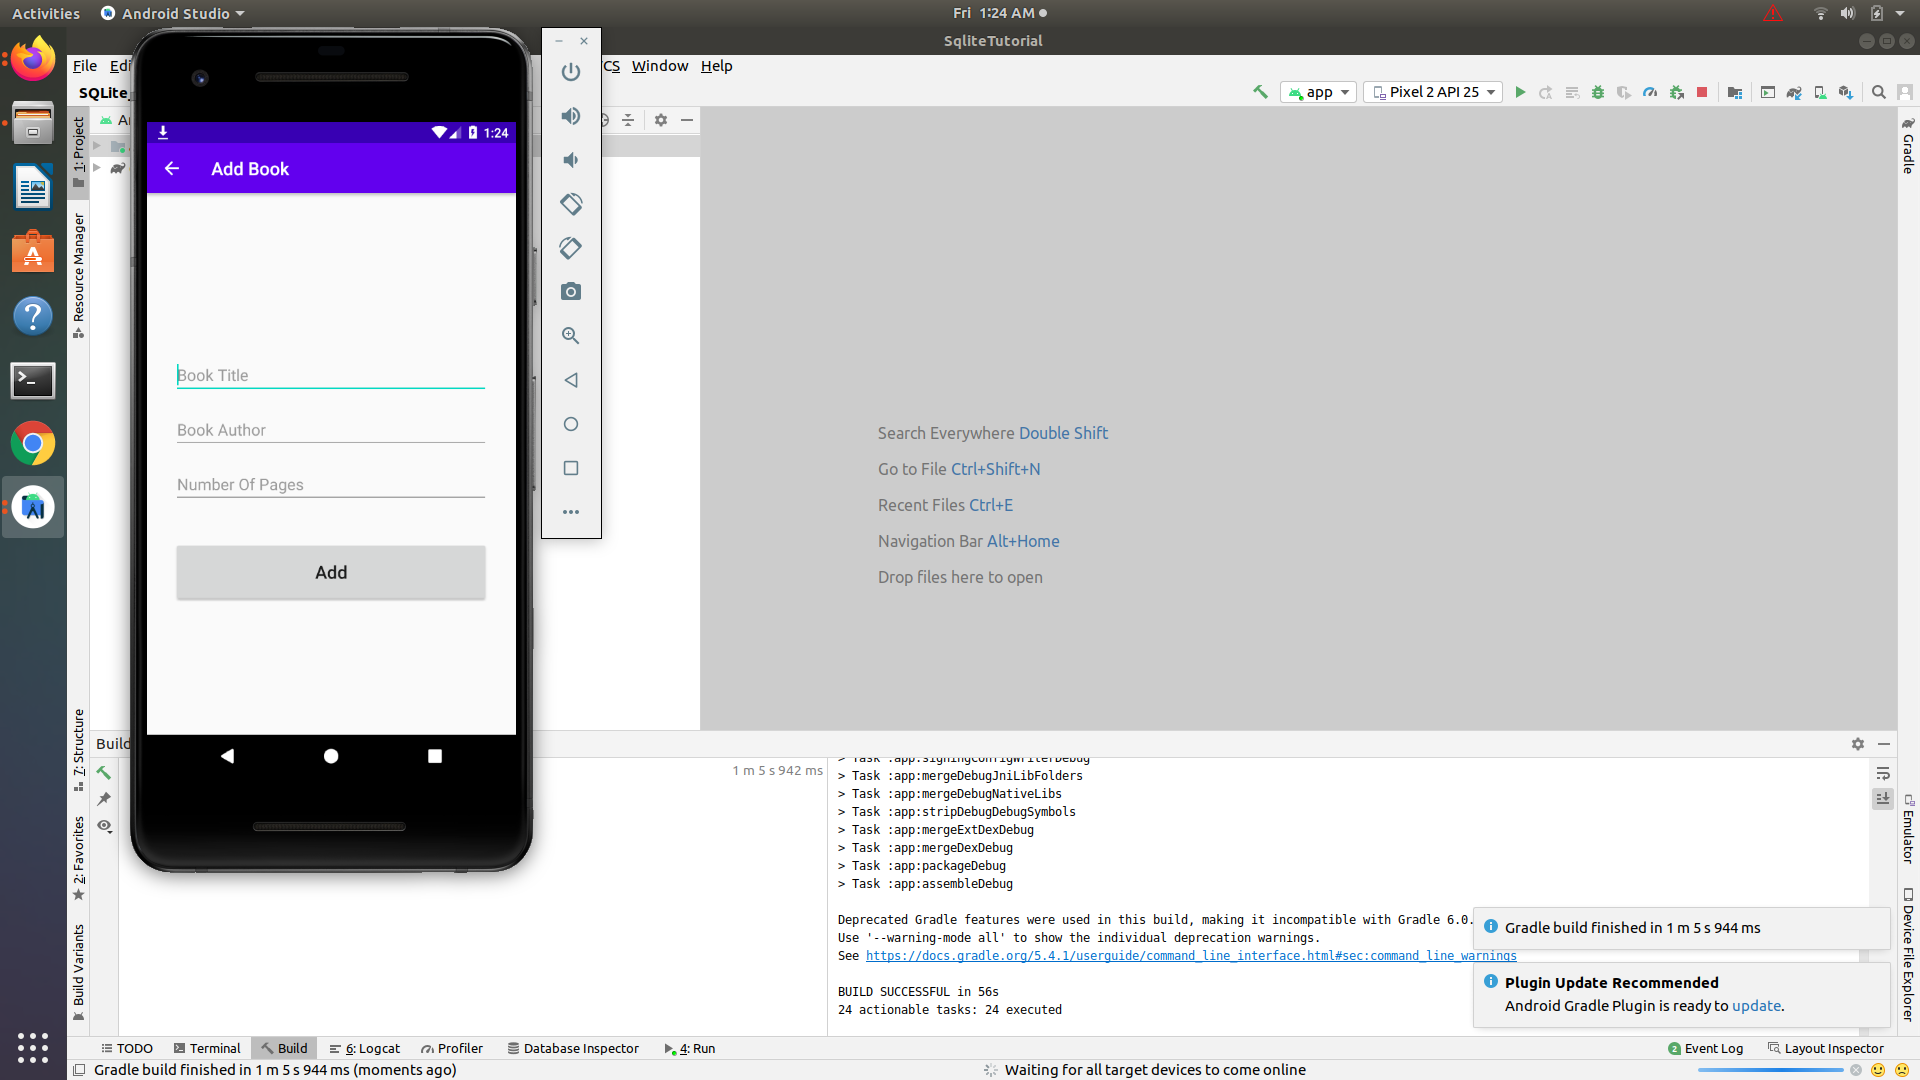 Activities
Android Studio
Fri 1:24 AM
SqliteTutorial
File
Window
Help
SQLite
app
Pixel 2 API 25
1: Project
Resource Manager
7: Structure
2: Favorites
Build Variants
Gradle
Emulator
Device File Explorer
1:24
Add Book
Book Title
Book Author
Number Of Pages
Add
Search Everywhere Double Shift
Go to File Ctrl+Shift+N
Recent Files Ctrl+E
Navigation Bar Alt+Home
Drop files here to open
Build
1 m 5 s 942 ms
> Task :app:signingConfigWriterDebug
> Task :app:mergeDebugJniLibFolders
> Task :app:mergeDebugNativeLibs
> Task :app:stripDebugDebugSymbols
> Task :app:mergeExtDexDebug
> Task :app:mergeDexDebug
> Task :app:packageDebug
> Task :app:assembleDebug
Deprecated Gradle features were used in this build, making it incompatible with Gradle 6.0.
Use '--warning-mode all' to show the individual deprecation warnings.
See https://docs.gradle.org/5.4.1/userguide/command_line_interface.html#sec:command_line_warnings
BUILD SUCCESSFUL in 56s
24 actionable tasks: 24 executed
Gradle build finished in 1 m 5 s 944 ms
Plugin Update Recommended
Android Gradle Plugin is ready to update.
TODO
Terminal
Build
6: Logcat
Profiler
Database Inspector
4: Run
2 Event Log
Layout Inspector
Gradle build finished in 1 m 5 s 944 ms (moments ago)
Waiting for all target devices to come online